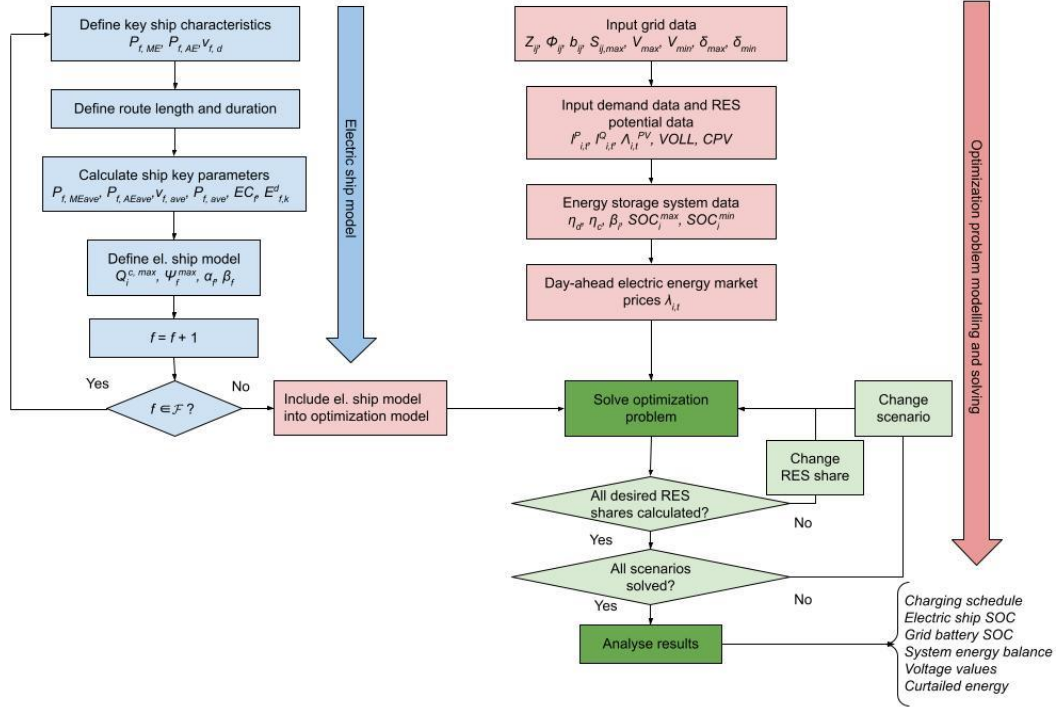 Define key ship characteristics
P_{f, ME}, P_{f, AE}, v_{f, d}
Define route length and duration
Calculate ship key parameters
P_{f, MEave}, P_{f, AEave}, v_{f, ave}, P_{f, ave}, EC_f, E^d_{f,k}
Define el. ship model
Q_i^{c, max}, Ψ_f^{max}, α_f, β_f
f = f + 1
Yes
No
f ∈ ℱ ?
Include el. ship model
into optimization model
Electric ship model
Input grid data
Z_{ij}, Φ_{ij}, b_{ij}, S_{ij,max}, V_{max}, V_{min}, δ_{max}, δ_{min}
Input demand data and RES
potential data
l^P_{i,t}, l^Q_{i,t}, Λ_{i,t}^{PV}, VOLL, CPV
Energy storage system data
η_d, η_c, β_i, SOC_i^{max}, SOC_i^{min}
Day-ahead electric energy market
prices λ_{i,t}
Solve optimization
problem
Change
scenario
Change
RES share
All desired RES
shares calculated?
No
Yes
All scenarios
solved?
No
Yes
Analyse results
Optimization problem modelling and solving
Charging schedule
Electric ship SOC
Grid battery SOC
System energy balance
Voltage values
Curtailed energy